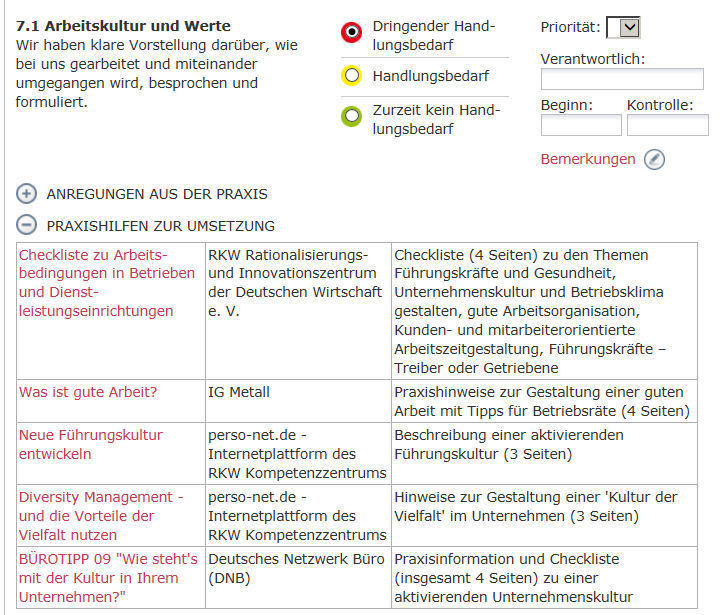 7.1 Arbeitskultur und Werte
Wir haben klare Vorstellung darüber, wie
bei uns gearbeitet und miteinander
umgegangen wird, besprochen und
formuliert.
Dringender Hand-
lungsbedarf
Handlungsbedarf
Zurzeit kein Hand-
lungsbedarf
Priorität:
Verantwortlich:
Beginn: Kontrolle:
Bemerkungen
ANREGUNGEN AUS DER PRAXIS
PRAXISHILFEN ZUR UMSETZUNG
Checkliste zu Arbeits-
bedingungen in Betrieben
und Dienst-
leistungseinrichtungen
RKW Rationalisierungs-
und Innovationszentrum
der Deutschen Wirtschaft
e. V.
Checkliste (4 Seiten) zu den Themen
Führungskräfte und Gesundheit,
Unternehmenskultur und Betriebsklima
gestalten, gute Arbeitsorganisation,
Kunden- und mitarbeiterorientierte
Arbeitszeitgestaltung, Führungskräfte –
Treiber oder Getriebene
Was ist gute Arbeit?
IG Metall
Praxishinweise zur Gestaltung einer guten
Arbeit mit Tipps für Betriebsräte (4 Seiten)
Neue Führungskultur
entwickeln
perso-net.de -
Internetplattform des
RKW Kompetenzzentrums
Beschreibung einer aktivierenden
Führungskultur (3 Seiten)
Diversity Management -
und die Vorteile der
Vielfalt nutzen
perso-net.de -
Internetplattform des
RKW Kompetenzzentrums
Hinweise zur Gestaltung einer 'Kultur der
Vielfalt' im Unternehmen (3 Seiten)
BÜROTIPP 09 "Wie steht's
mit der Kultur in Ihrem
Unternehmen?"
Deutsches Netzwerk Büro
(DNB)
Praxisinformation und Checkliste
(insgesamt 4 Seiten) zu einer
aktivierenden Unternehmenskultur